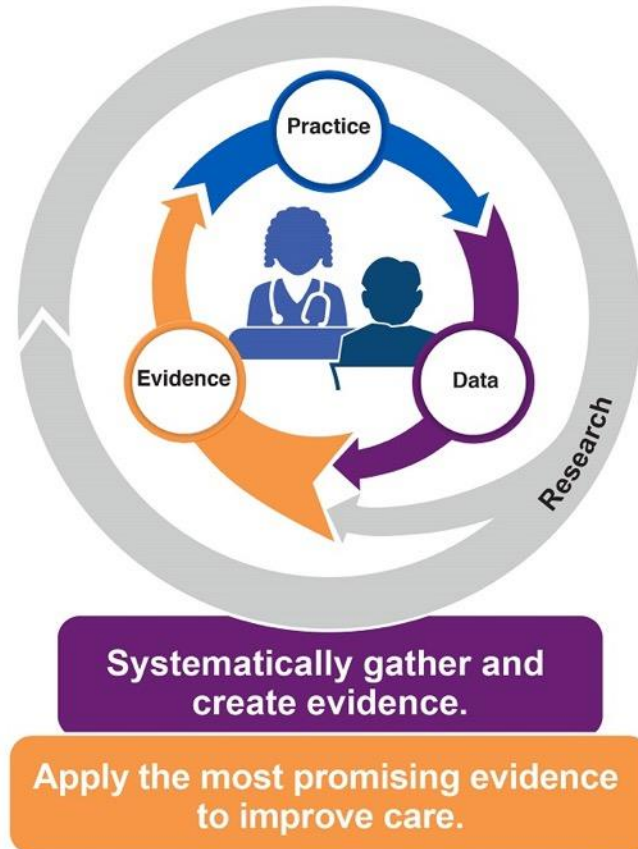 Practice
Evidence
Data
Research
Systematically gather and
create evidence.
Apply the most promising evidence
to improve care.